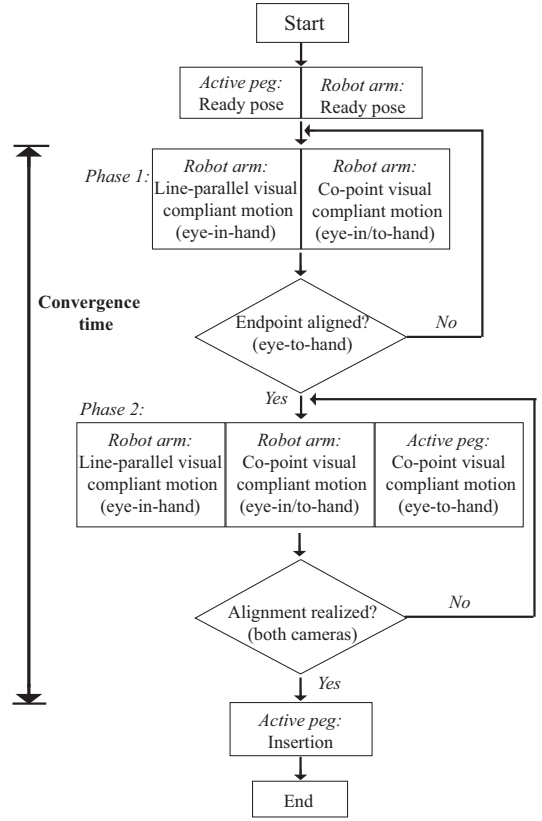 Start
Active peg:
Ready pose
Robot arm:
Ready pose
Phase 1:
Robot arm:
Line-parallel visual
compliant motion
(eye-in-hand)
Robot arm:
Co-point visual
compliant motion
(eye-in/to-hand)
Convergence
time
Endpoint aligned?
(eye-to-hand)
No
Yes
Phase 2:
Robot arm:
Line-parallel visual
compliant motion
(eye-in-hand)
Robot arm:
Co-point visual
compliant motion
(eye-in/to-hand)
Active peg:
Co-point visual
compliant motion
(eye-to-hand)
Alignment realized?
(both cameras)
No
Yes
Active peg:
Insertion
End